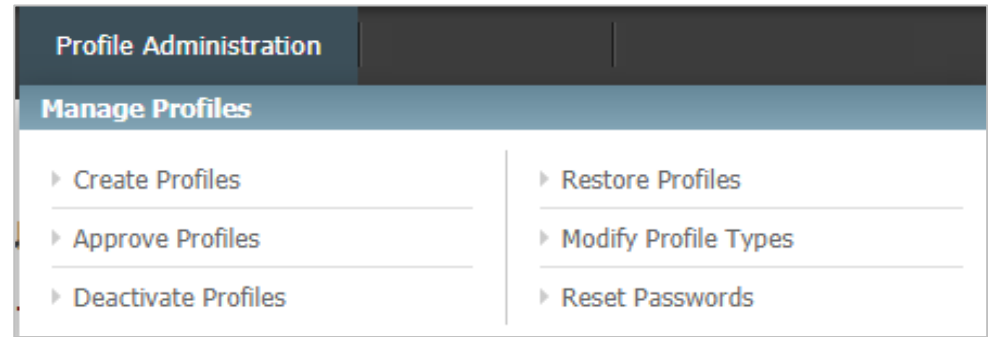 Profile Administration
Manage Profiles
Create Profiles
Approve Profiles
Deactivate Profiles
Restore Profiles
Modify Profile Types
Reset Passwords